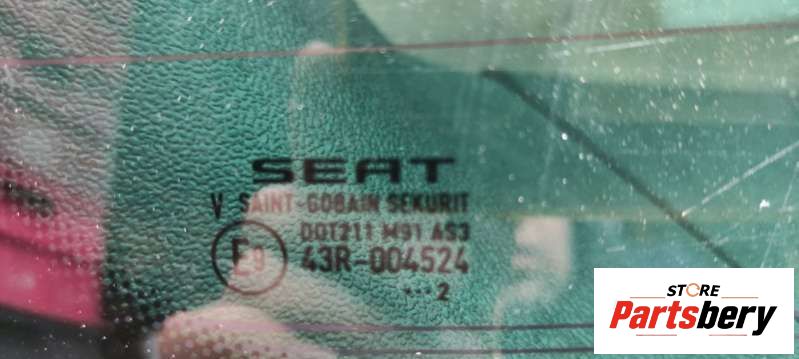 SEAT
V SAINT-GOBAIN SEKURIT
DOT211 M91 AS3
E9 43R-004524
···2
STORE
Partsbery